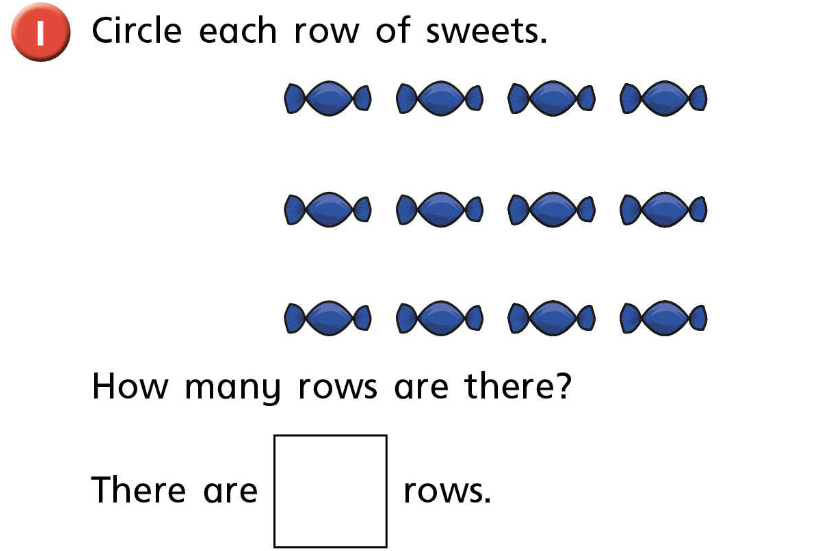 1 Circle each row of sweets.
How many rows are there?
There are rows.